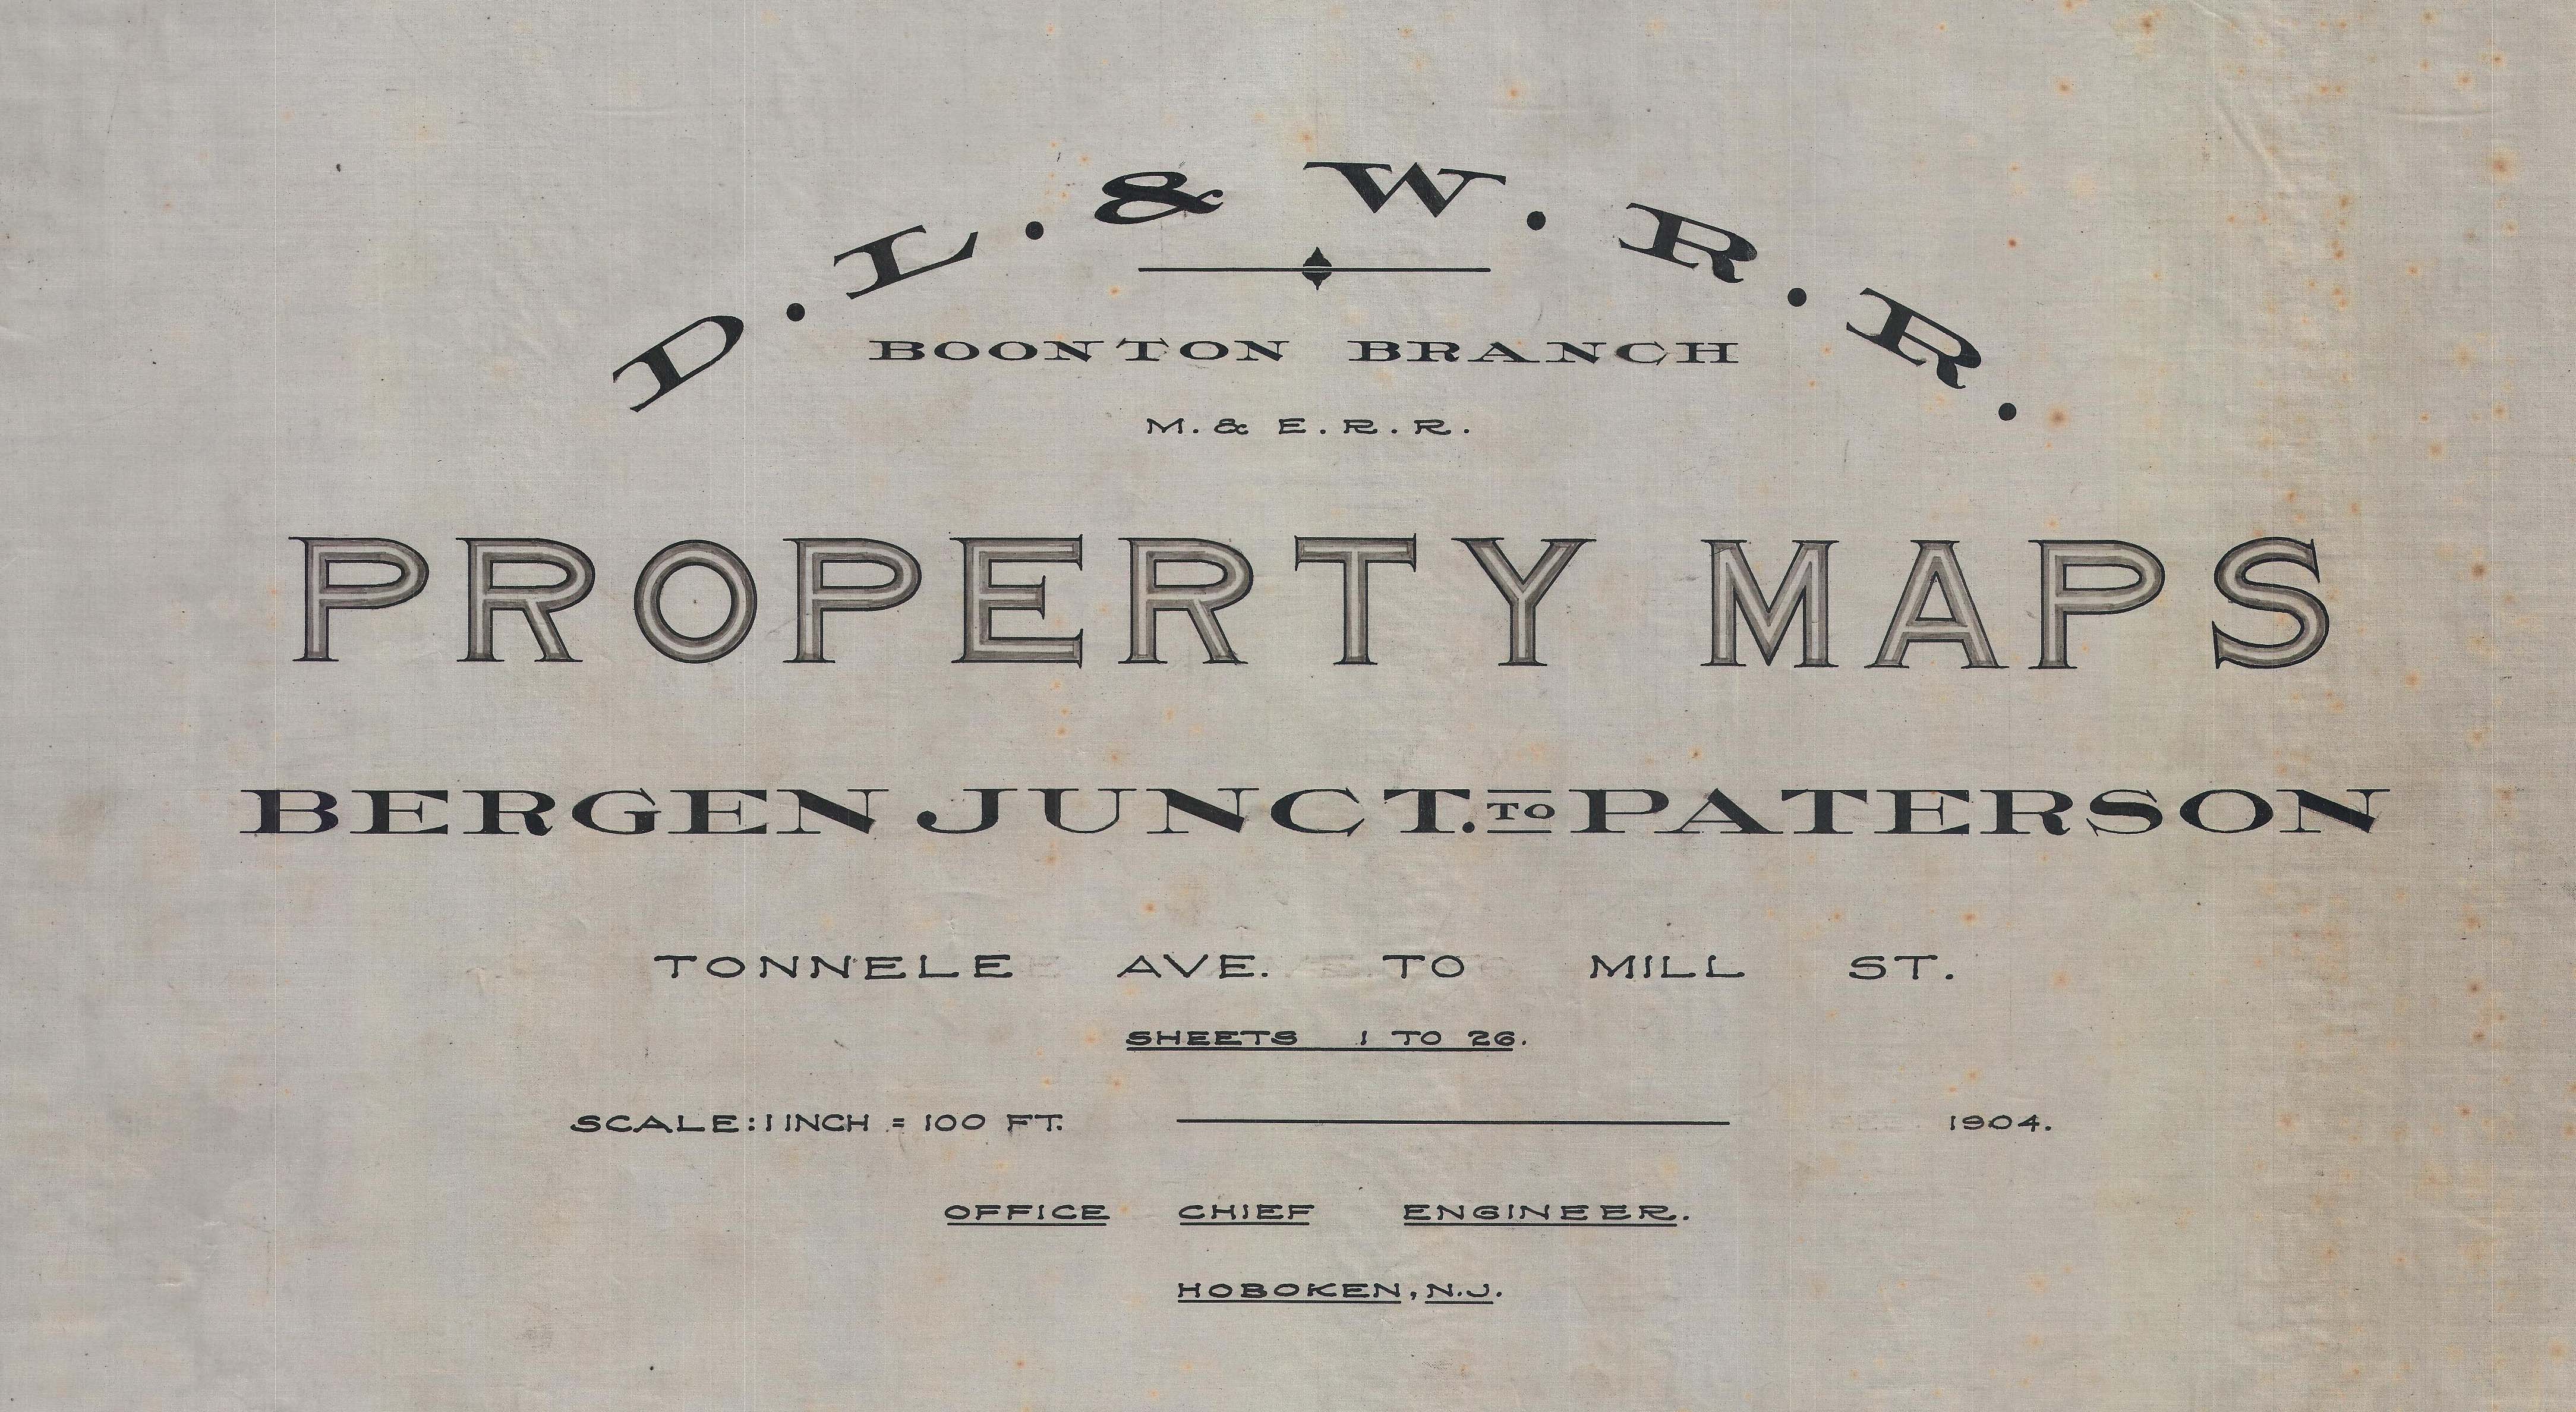 D. L. & W. R. R.
BOONTON BRANCH
M. & E. R. R.
PROPERTY MAPS
BERGEN JUNCT. TO PATERSON
TONNELE AVE. TO MILL ST.
SHEETS 1 TO 26.
SCALE: 1 INCH = 100 FT. 1904.
OFFICE CHIEF ENGINEER.
HOBOKEN, N.J.